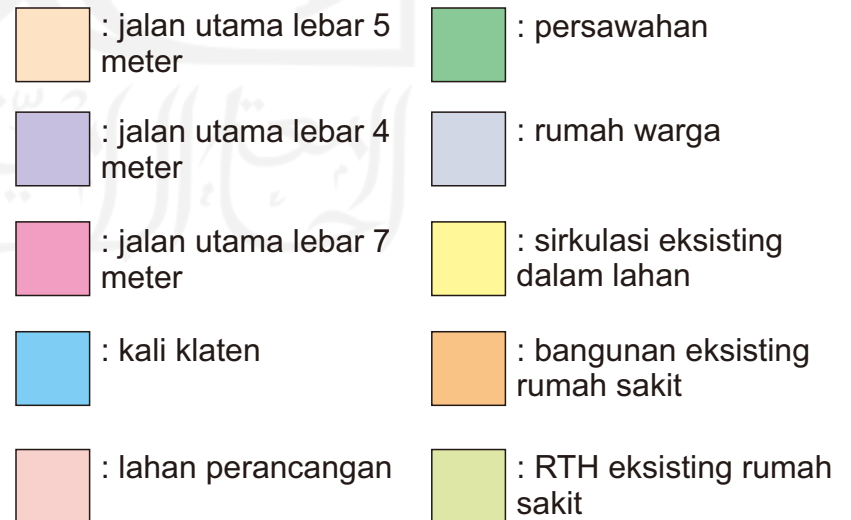 : jalan utama lebar 5
meter
: jalan utama lebar 4
meter
: jalan utama lebar 7
meter
: kali klaten
: lahan perancangan
: persawahan
: rumah warga
: sirkulasi eksisting
dalam lahan
: bangunan eksisting
rumah sakit
: RTH eksisting rumah
sakit